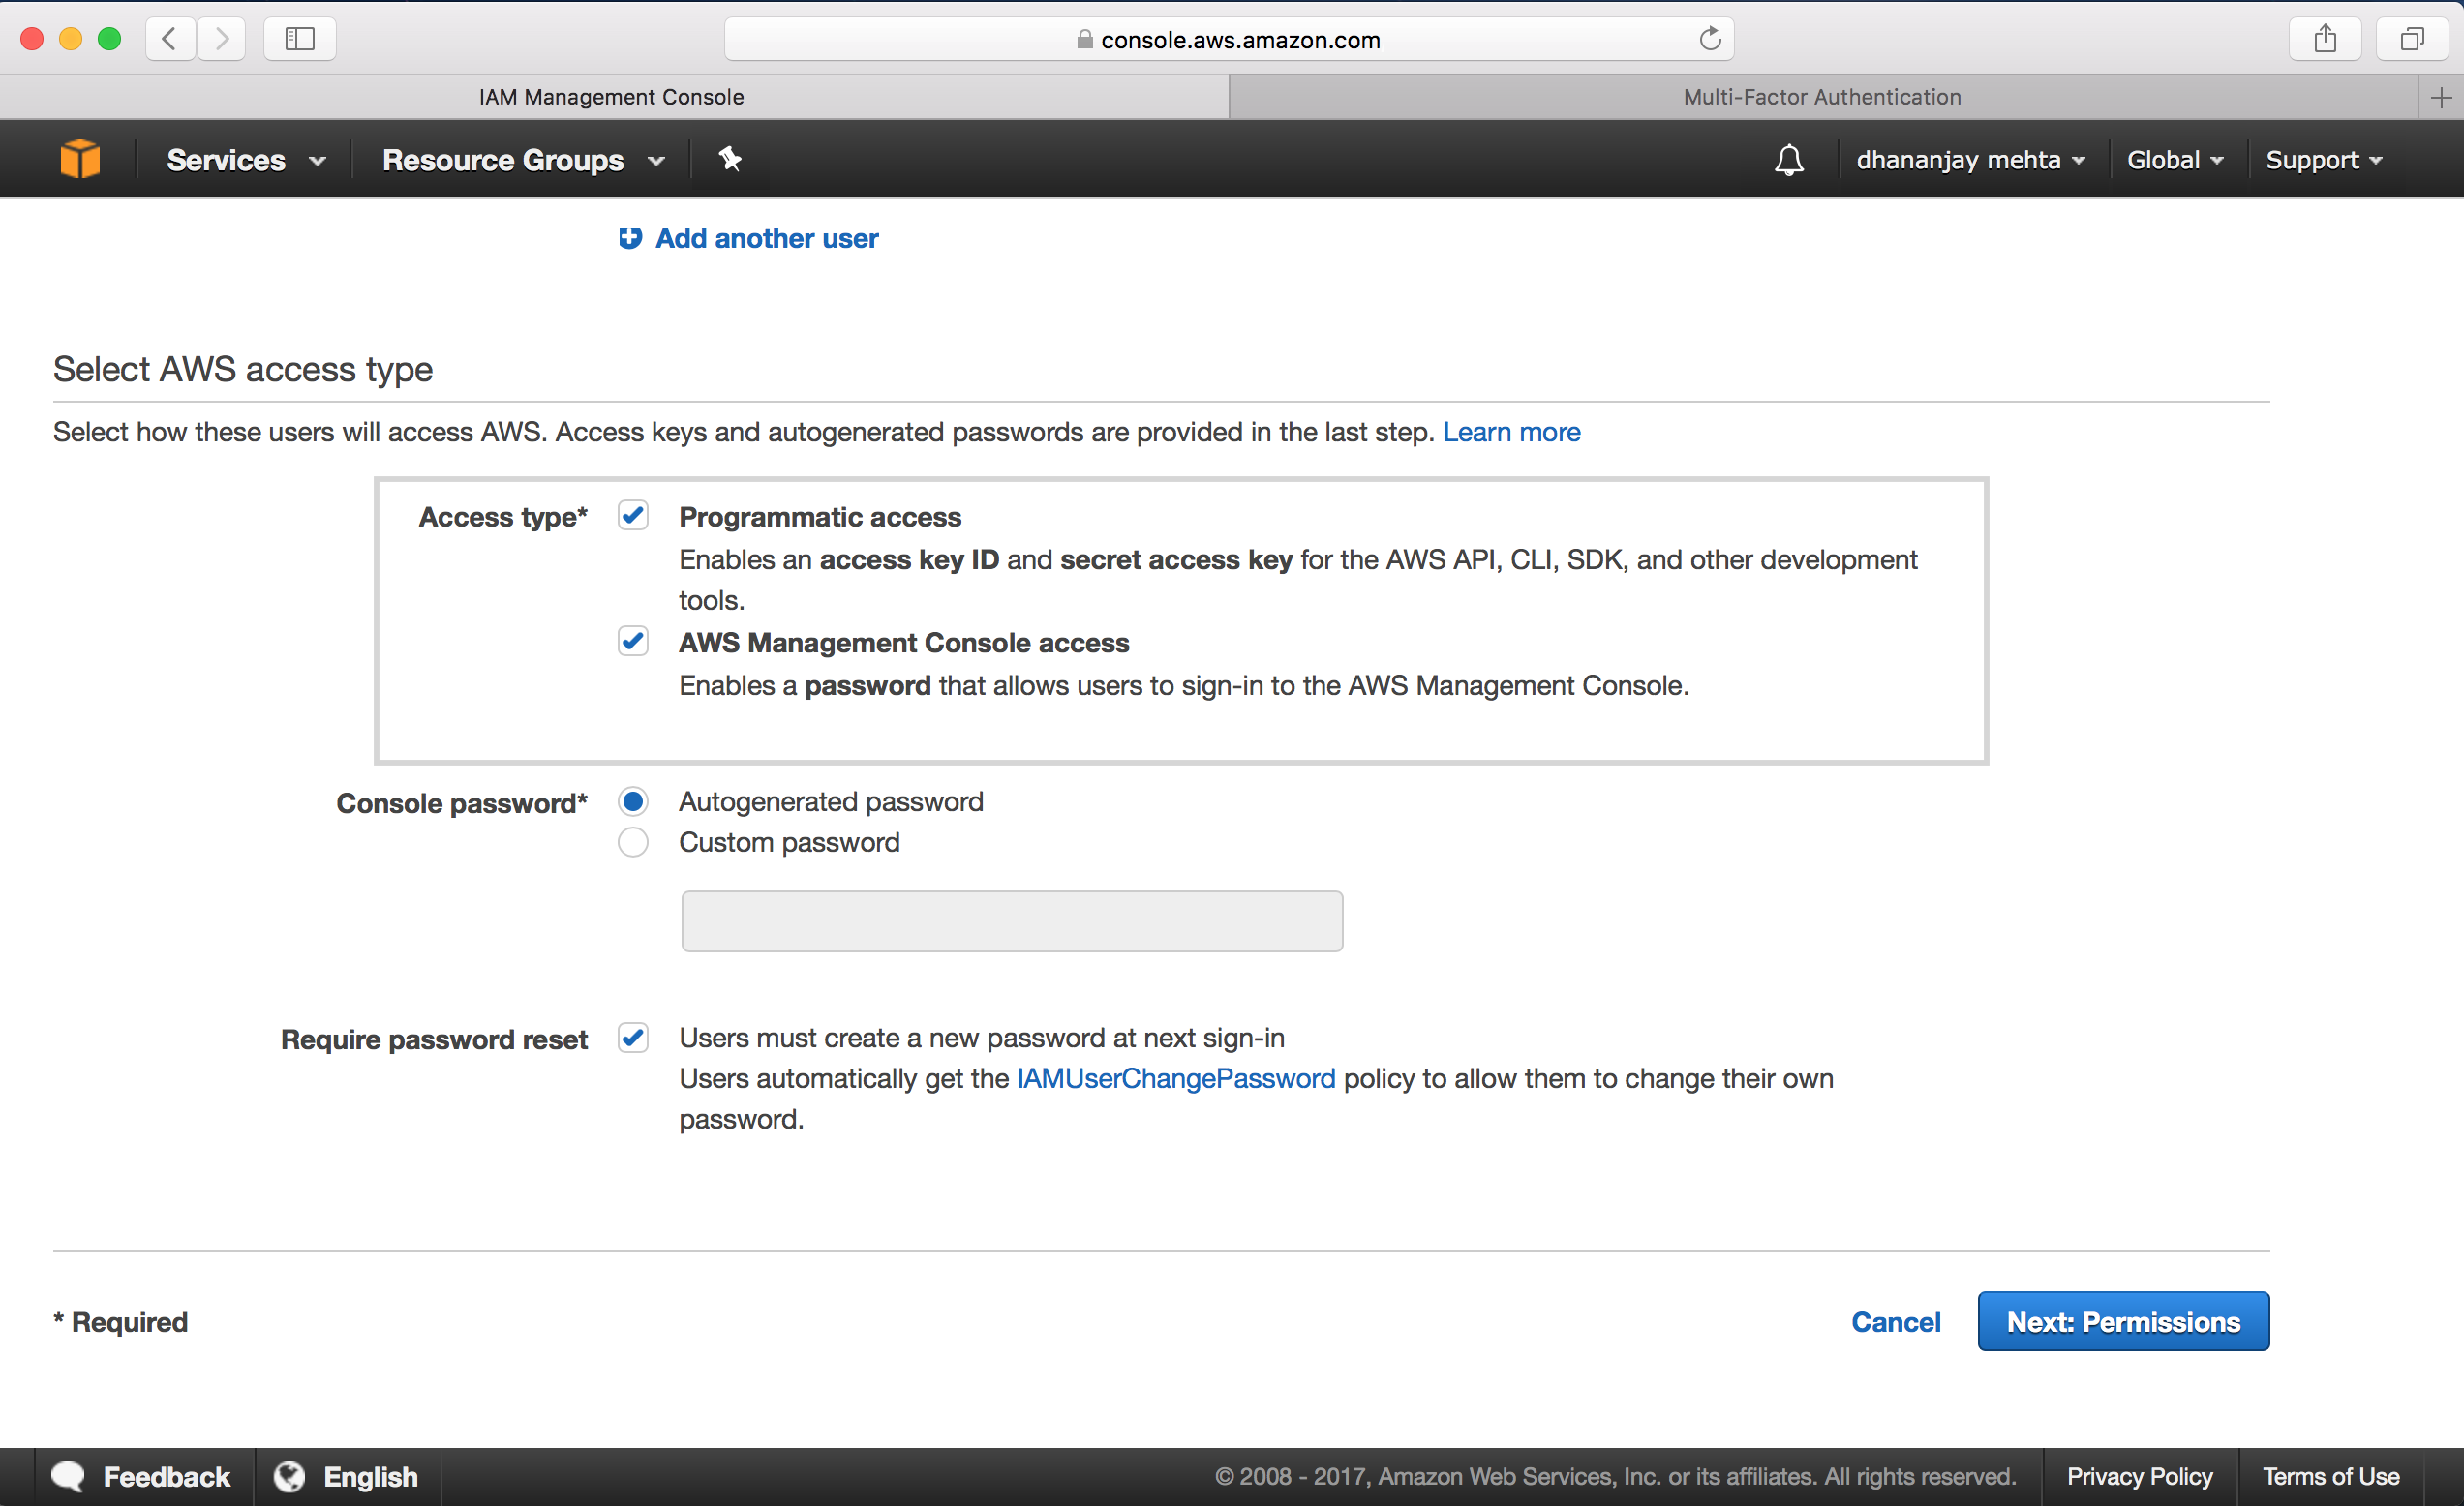 console.aws.amazon.com
IAM Management Console
Multi-Factor Authentication
Services
Resource Groups
dhananjay mehta
Global
Support
Add another user
Select AWS access type
Select how these users will access AWS. Access keys and autogenerated passwords are provided in the last step. Learn more
Access type*
Programmatic access
Enables an access key ID and secret access key for the AWS API, CLI, SDK, and other development
tools.
AWS Management Console access
Enables a password that allows users to sign-in to the AWS Management Console.
Console password*
Autogenerated password
Custom password
Require password reset
Users must create a new password at next sign-in
Users automatically get the IAMUserChangePassword policy to allow them to change their own
password.
* Required
Cancel
Next: Permissions
Feedback
English
© 2008 - 2017, Amazon Web Services, Inc. or its affiliates. All rights reserved.
Privacy Policy
Terms of Use